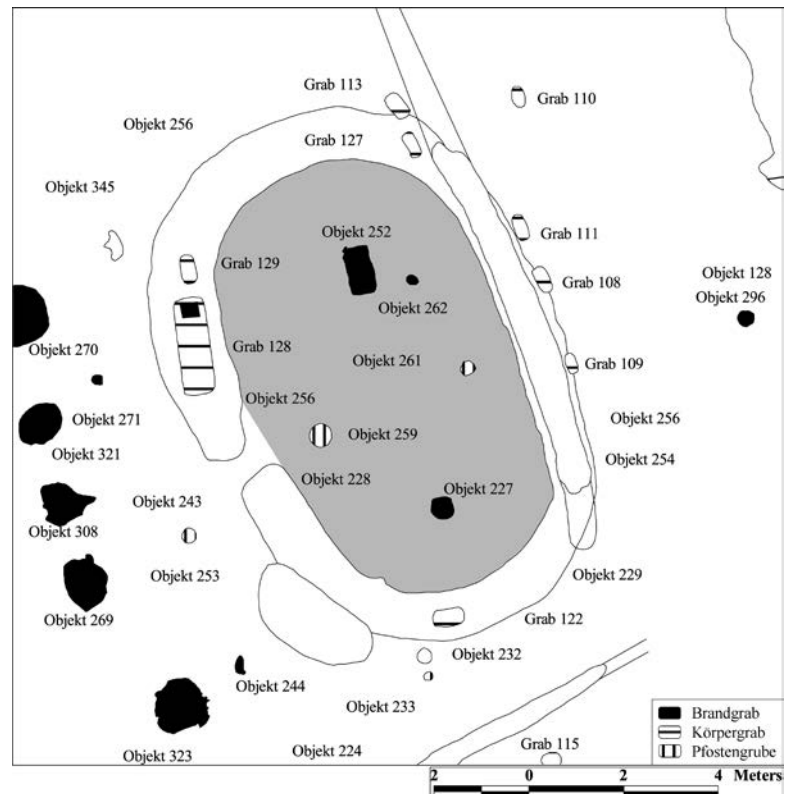 Grab 113
Grab 110
Objekt 256
Grab 127
Objekt 345
Objekt 252
Grab 111
Grab 129
Grab 108
Objekt 128
Objekt 296
Objekt 262
Objekt 270
Grab 128
Objekt 261
Grab 109
Objekt 256
Objekt 271
Objekt 256
Objekt 321
Objekt 259
Objekt 254
Objekt 228
Objekt 227
Objekt 243
Objekt 308
Objekt 253
Objekt 229
Objekt 269
Grab 122
Objekt 232
Objekt 244
Objekt 233
Objekt 323
Objekt 224
Grab 115
Brandgrab
Körpergrab
Pfostengrube
2 0 2 4 Meters